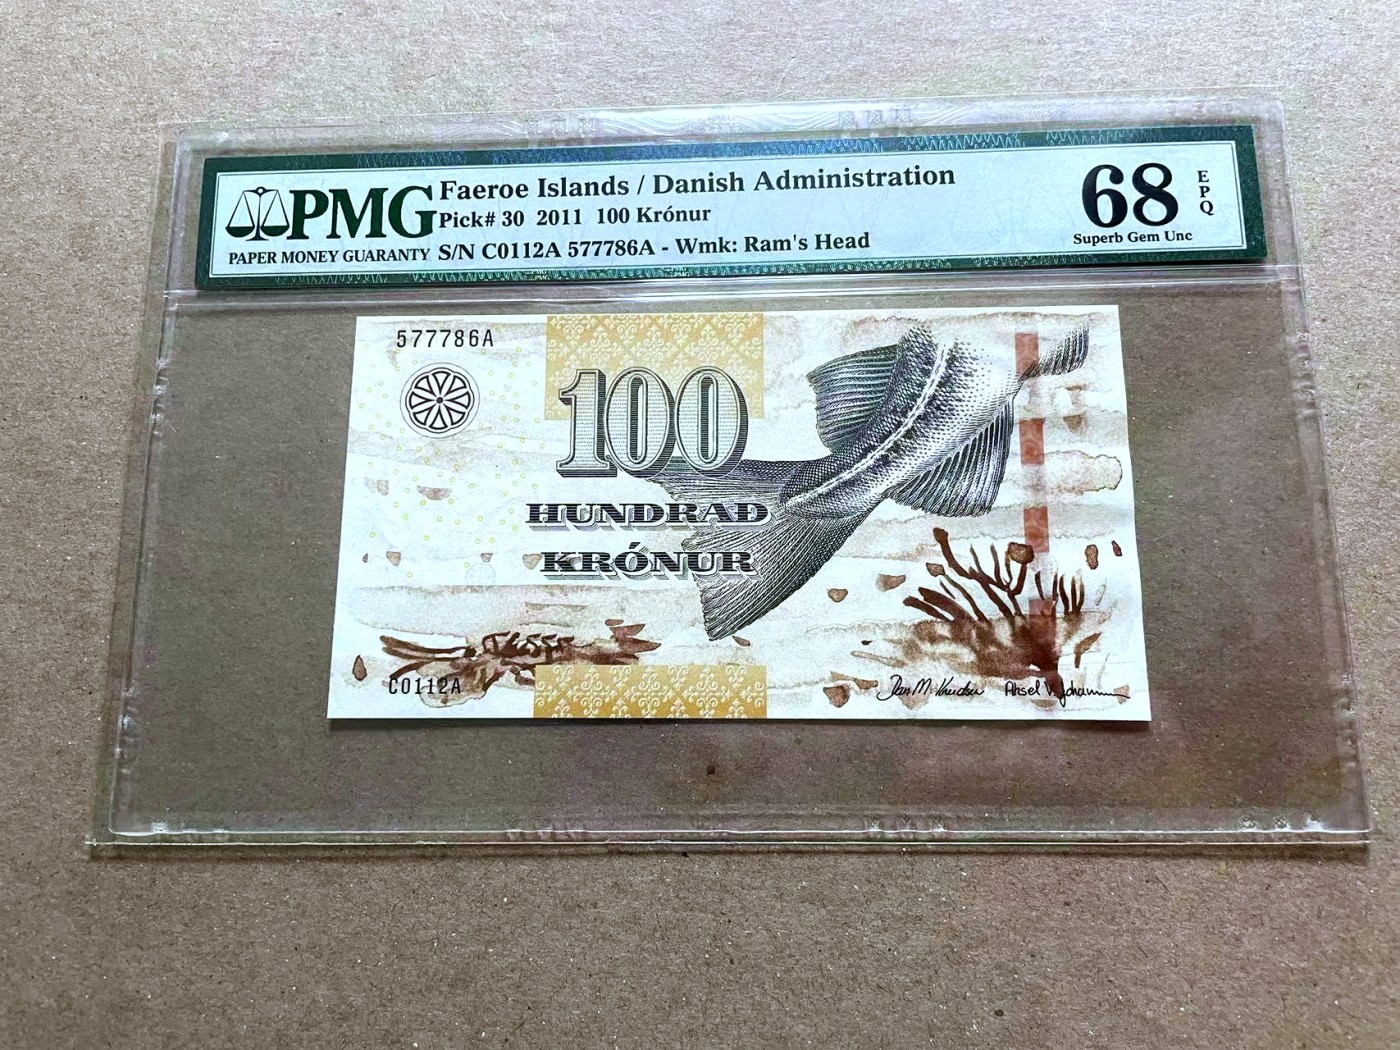 PMG
PAPER MONEY GUARANTY
Faeroe Islands / Danish Administration
Pick# 30 2011 100 Krónur
S/N C0112A 577786A - Wmk: Ram's Head
68
EPQ
Superb Gem Unc
577786A
100
HUNDRAÐ
KRÓNUR
C0112A